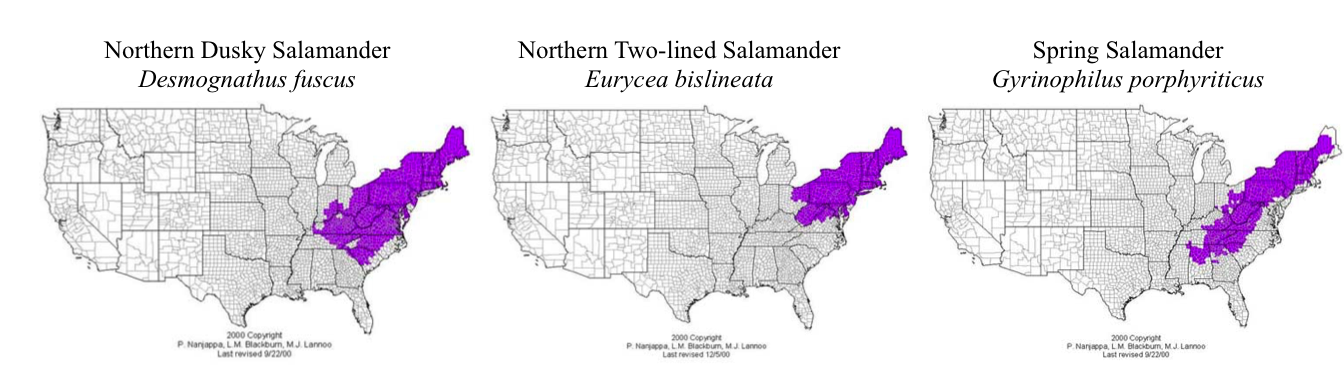 Northern Dusky Salamander
Desmognathus fuscus
2000 Copyright
P. Nanjappa, L.M. Blackburn, M.J. Lannoo
Last revised 9/22/00
Northern Two-lined Salamander
Eurycea bislineata
2000 Copyright
P. Nanjappa, L.M. Blackburn, M.J. Lannoo
Last revised 12/5/00
Spring Salamander
Gyrinophilus porphyriticus
2000 Copyright
P. Nanjappa, L.M. Blackburn, M.J. Lannoo
Last revised 9/22/00